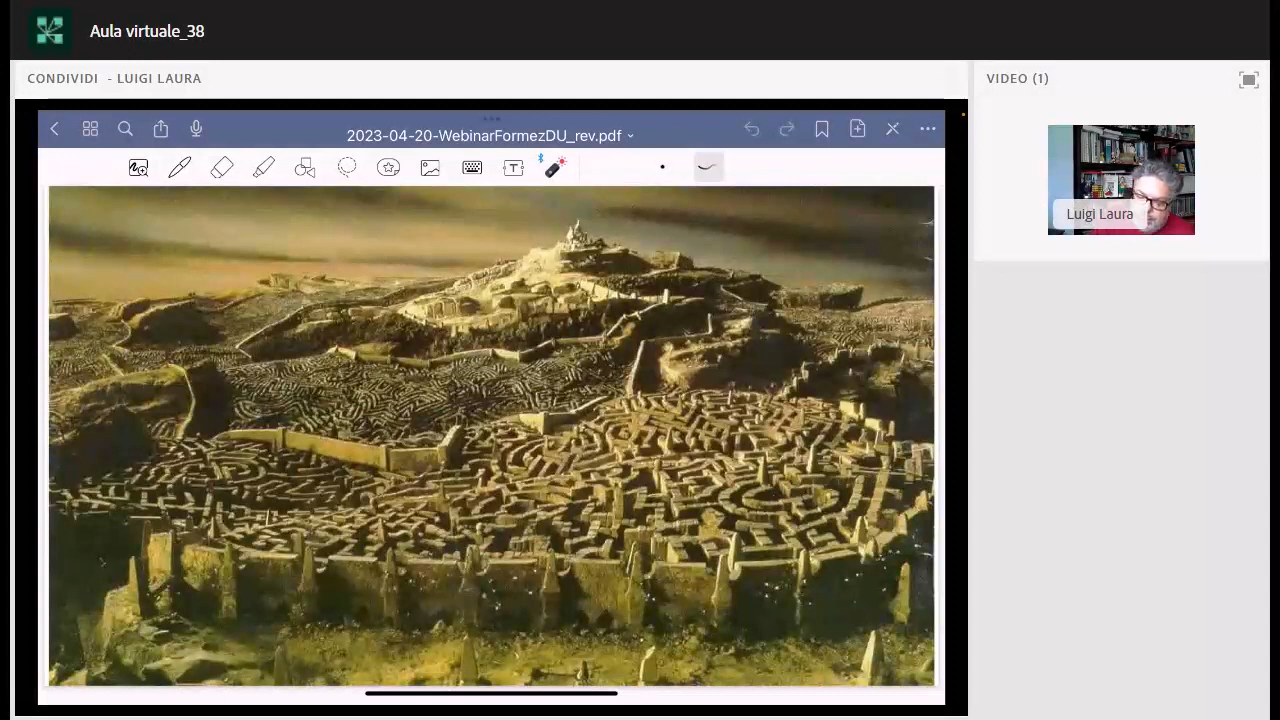 Aula virtuale_38
CONDIVIDI - LUIGI LAURA
VIDEO (1)
2023-04-20-WebinarFormezDU_rev.pdf
T
Luigi Laura